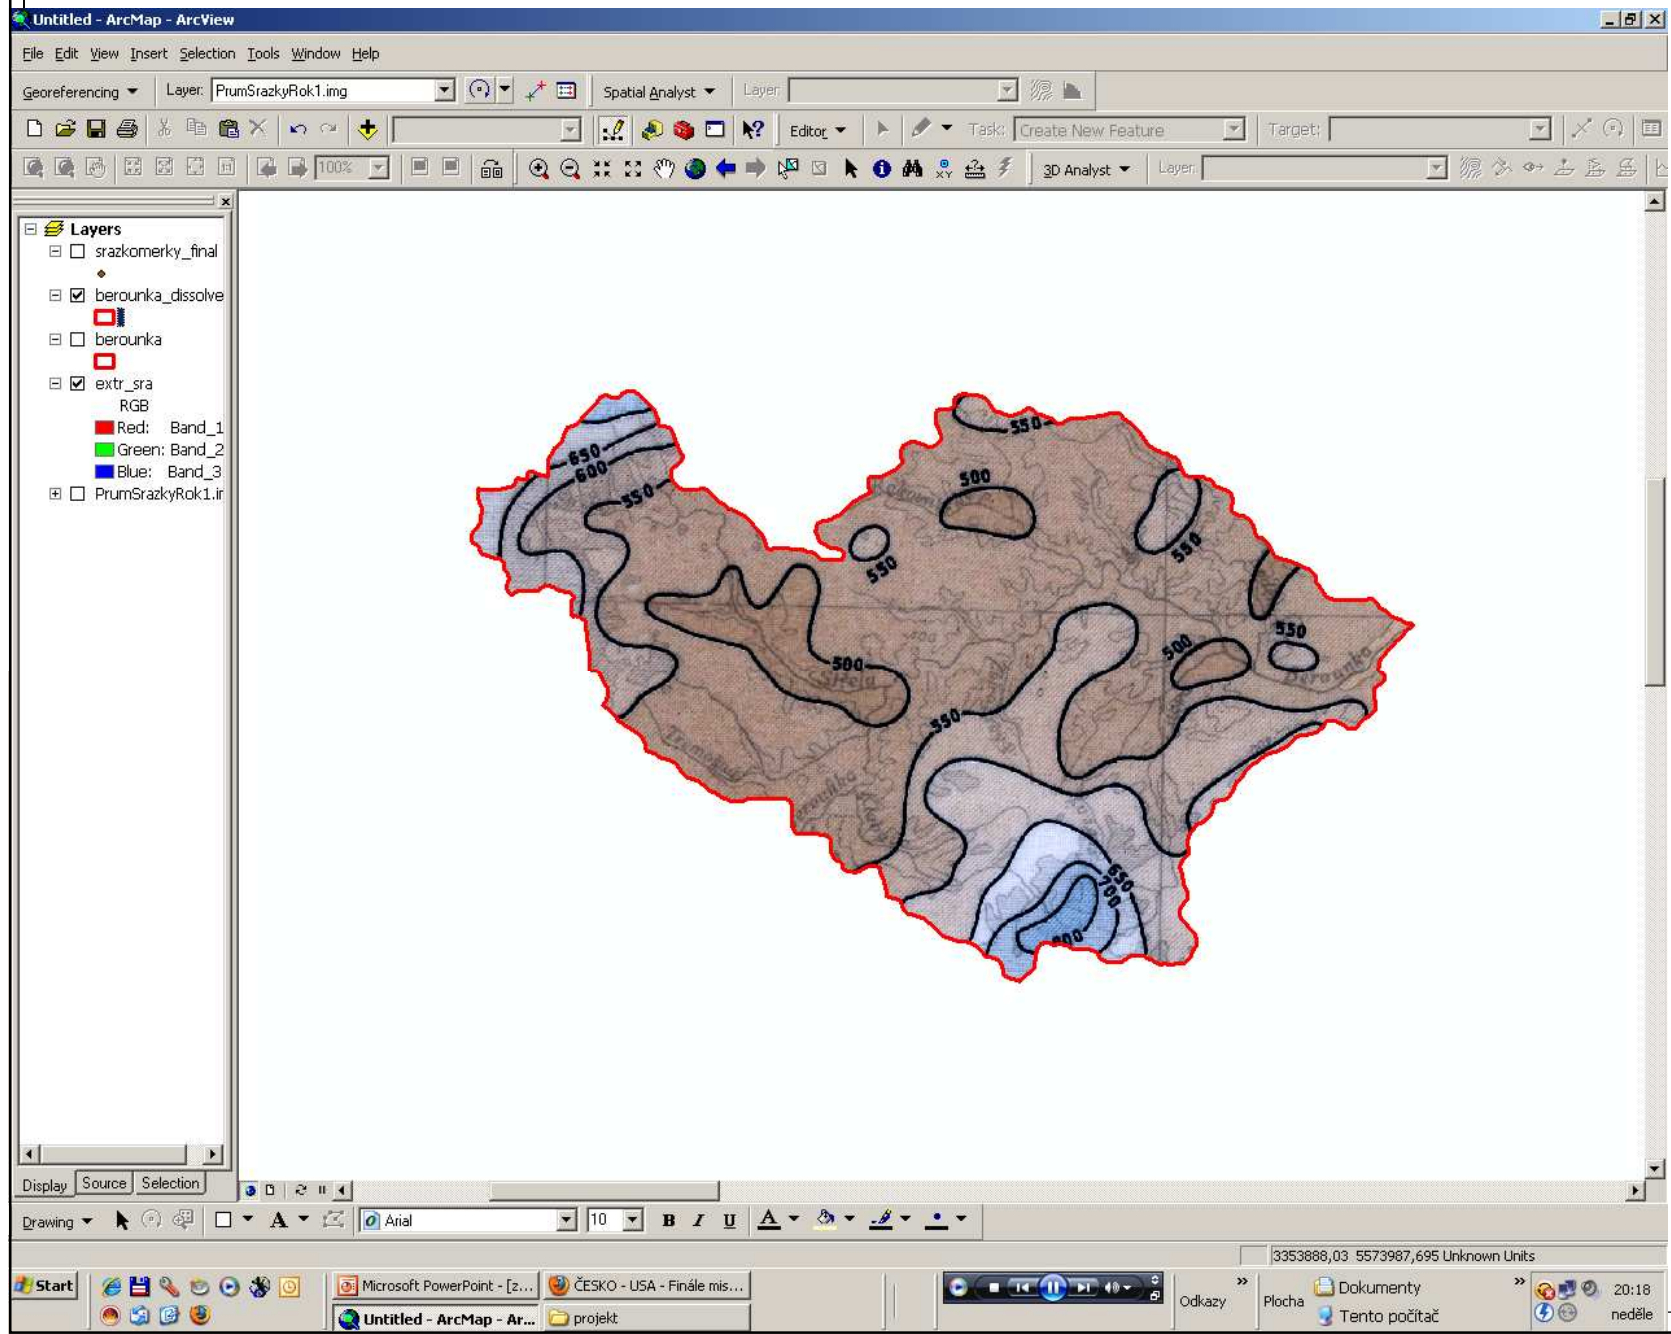 Untitled - ArcMap - ArcView
File Edit View Insert Selection Tools Window Help
Georeferencing Layer: PrumSrazkyRok1.img Spatial Analyst Layer:
Editor Task: Create New Feature Target:
100% 3D Analyst Layer:
Layers
srazkomerky_final
berounka_dissolve
berounka
extr_sra
RGB
Red: Band_1
Green: Band_2
Blue: Band_3
PrumSrazkyRok1.ir
650
600
550
550
500
550
550
500
Střela
550
500
550
Berounka
550
650
700
800
Display Source Selection
Drawing Arial 10 B I U A
3353888,03 5573987,695 Unknown Units
Start Microsoft PowerPoint - [z... ČESKO - USA - Finále mis... Odkazy Plocha Dokumenty 20:18
Untitled - ArcMap - Ar... projekt Tento počítač neděle